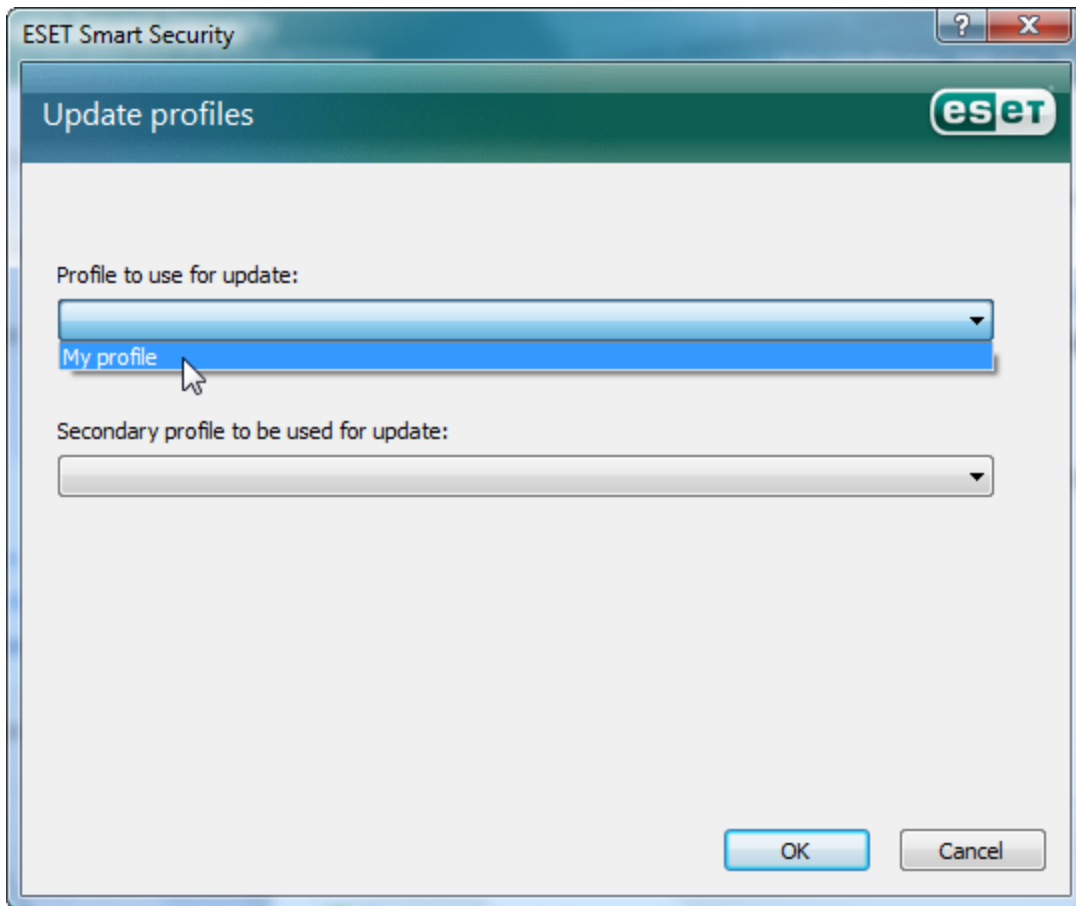 ESET Smart Security
Update profiles
eset
Profile to use for update:
My profile
Secondary profile to be used for update:
OK
Cancel